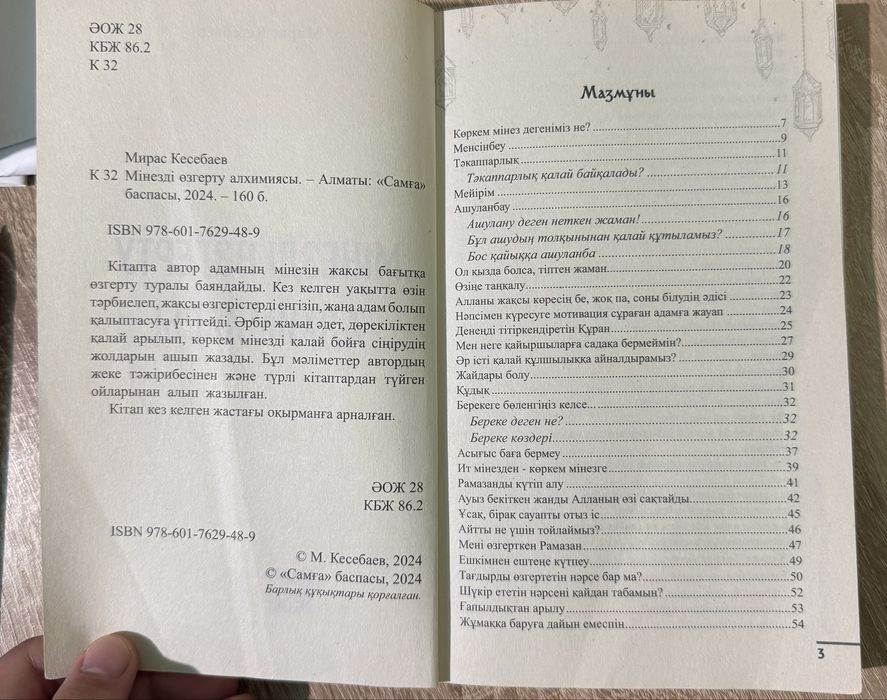 ӘОЖ 28
КБЖ 86.2
К 32
Мирас Кесебаев
К 32 Мінезді өзгерту алхимиясы. – Алматы: «Самға»
баспасы, 2024. – 160 б.
ISBN 978-601-7629-48-9
Кітапта автор адамның мінезін жақсы бағытқа
өзгерту туралы баяндайды. Кез келген уақытта өзін
тәрбиелеп, жақсы өзгерістерді енгізіп, жаңа адам болып
қалыптасуға үгіттейді. Әрбір жаман әдет, дөрекіліктен
қалай арылып, көркем мінезді қалай бойға сіңірудің
жолдарын ашып жазады. Бұл мәліметтер автордың
жеке тәжірибесінен және түрлі кітаптардан түйген
ойларынан алып жазылған.
Кітап кез келген жастағы оқырманға арналған.
ӘОЖ 28
КБЖ 86.2
ISBN 978-601-7629-48-9
© М. Кесебаев, 2024
© «Самға» баспасы, 2024
Барлық құқықтары қорғалған.
Мазмұны
Көркем мінез дегеніміз не? 7
Менсінбеу 9
Тәкаппарлық 11
Тәкаппарлық қалай байқалады? 11
Мейірім 13
Ашуланбау 16
Ашулану деген неткен жаман! 16
Бұл ашудың толқынынан қалай құтыламыз? 17
Бос қайыққа ашуланба 18
Ол қызда болса, тіптен жаман 20
Өзіңе таңқалу 22
Алланы жақсы көресің бе, жоқ па, соны білудің әдісі 23
Нәпсімен күресуге мотивация сұраған адамға жауап 24
Денеңді тітіркендіретін Құран 25
Мен неге қайыршыларға садақа бермеймін? 27
Әр істі қалай құлшылыққа айналдырамыз? 29
Жайдары болу 30
Құдық 31
Берекеге бөленгіңіз келсе 32
Береке деген не? 32
Береке көздері 32
Асығыс баға бермеу 37
Ит мінезден - көркем мінезге 39
Рамазанды күтіп алу 41
Ауыз бекіткен жанды Алланың өзі сақтайды 42
Ұсақ, бірақ сауапты отыз іс 45
Айтты не үшін тойлаймыз? 46
Мені өзгерткен Рамазан 47
Ешкімнен ештеңе күтпеу 49
Тағдырды өзгертетін нәрсе бар ма? 50
Шүкір ететін нәрсені қайдан табамын? 52
Ғапылдықтан арылу 53
Жұмаққа баруға дайын емеспін 54
3